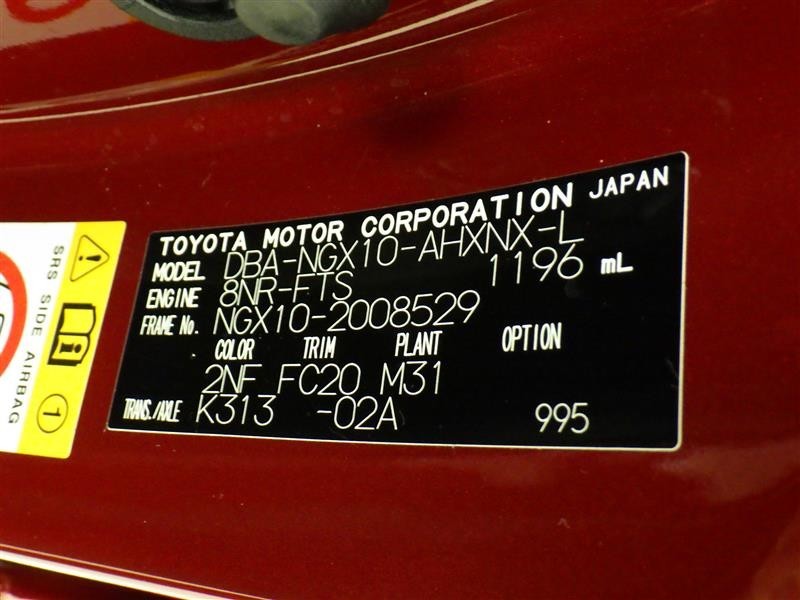 TOYOTA MOTOR CORPORATION JAPAN
MODEL DBA-NGX10-AHXNX-L
ENGINE 8NR-FTS 1196 mL
FRAME No. NGX10-2008529
COLOR TRIM PLANT OPTION
2NF FC20 M31
TRANS./AXLE K313 -02A 995
SRS SIDE AIRBAG
1